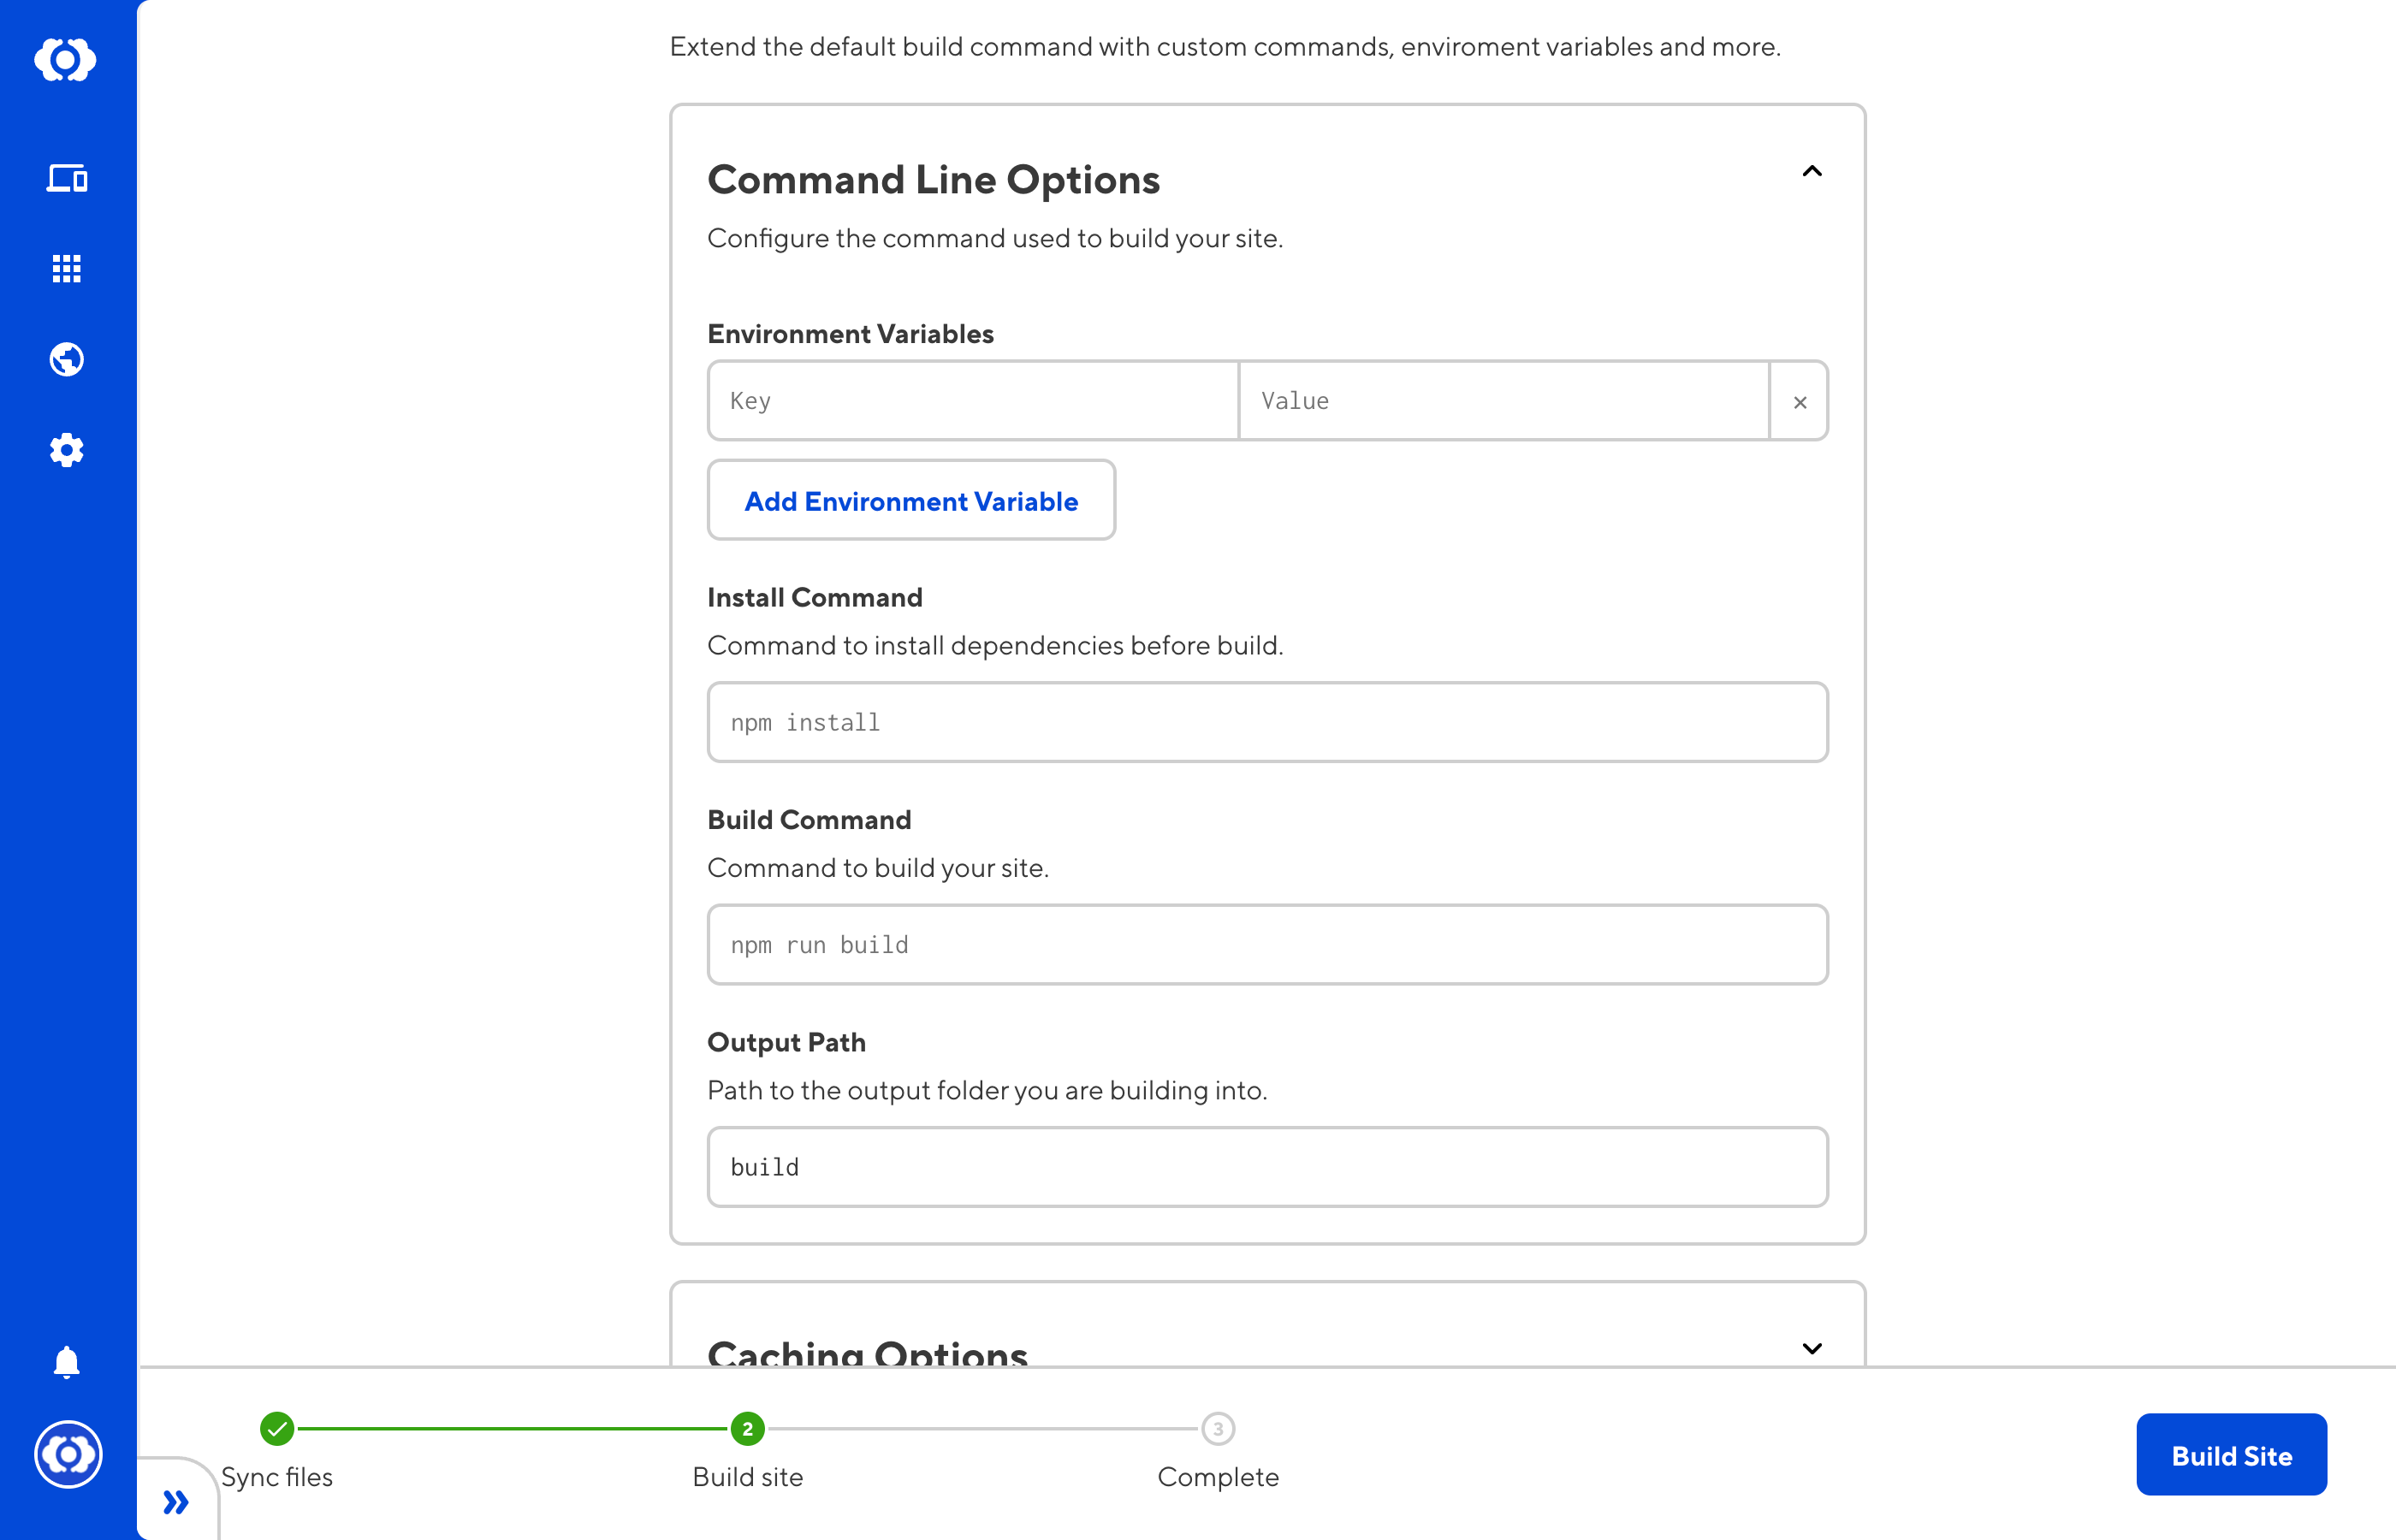 Extend the default build command with custom commands, enviroment variables and more.
Command Line Options
Configure the command used to build your site.
Environment Variables
Key
Value
×
Add Environment Variable
Install Command
Command to install dependencies before build.
npm install
Build Command
Command to build your site.
npm run build
Output Path
Path to the output folder you are building into.
build
Caching Options
2
3
Sync files
Build site
Complete
Build Site